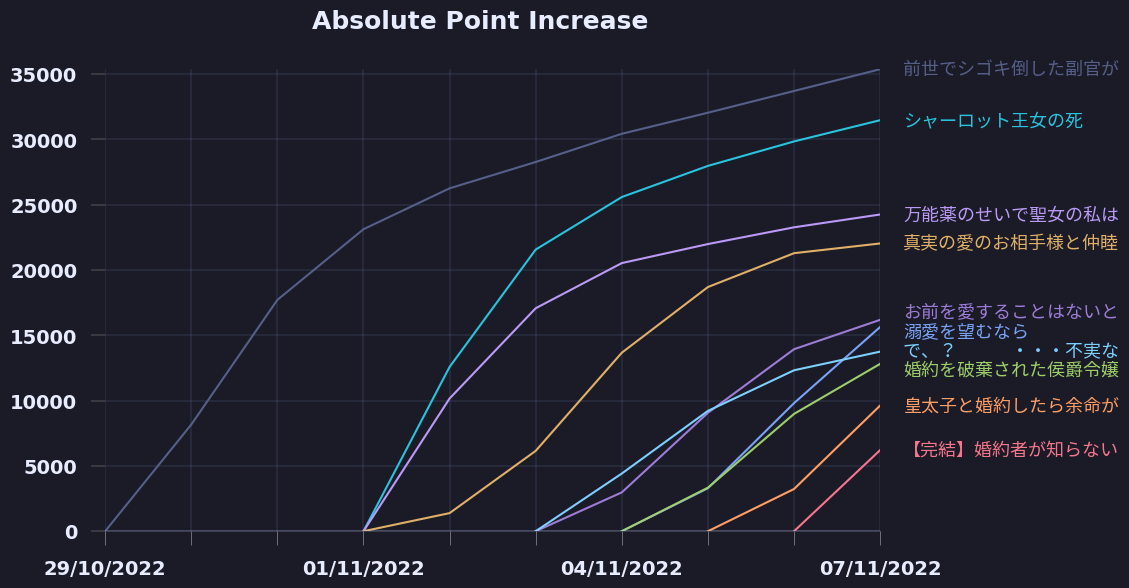 Absolute Point Increase
35000
30000
25000
20000
15000
10000
5000
0
29/10/2022
01/11/2022
04/11/2022
07/11/2022
前世でシゴキ倒した副官が
シャーロット王女の死
万能薬のせいで聖女の私は
真実の愛のお相手様と仲睦
お前を愛することはないと
溺愛を望むなら
で、？　　　・・・不実な
婚約を破棄された侯爵令嬢
皇太子と婚約したら余命が
【完結】婚約者が知らない